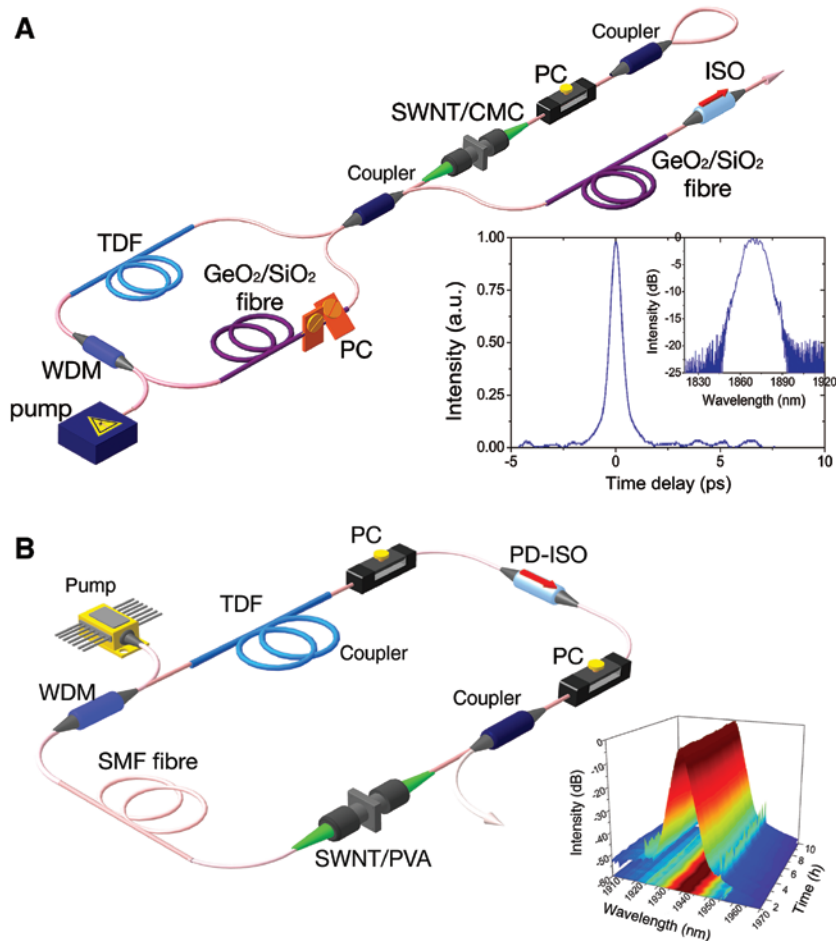 A
Coupler
PC
ISO
SWNT/CMC
Coupler
GeO₂/SiO₂
fibre
TDF
GeO₂/SiO₂
fibre
PC
WDM
pump
1.00
0.75
0.50
0.25
0.00
Intensity (a.u.)
-5
0
5
10
Time delay (ps)
0
-5
-10
-15
-20
-25
Intensity (dB)
1830
1860
1890
1920
Wavelength (nm)
B
PC
PD-ISO
Pump
TDF
Coupler
PC
WDM
Coupler
SMF fibre
SWNT/PVA
0
-10
-20
-30
-40
-50
-60
Intensity (dB)
1910
1920
1930
1940
1950
1960
1970
Wavelength (nm)
2
4
6
8
10
Time (h)